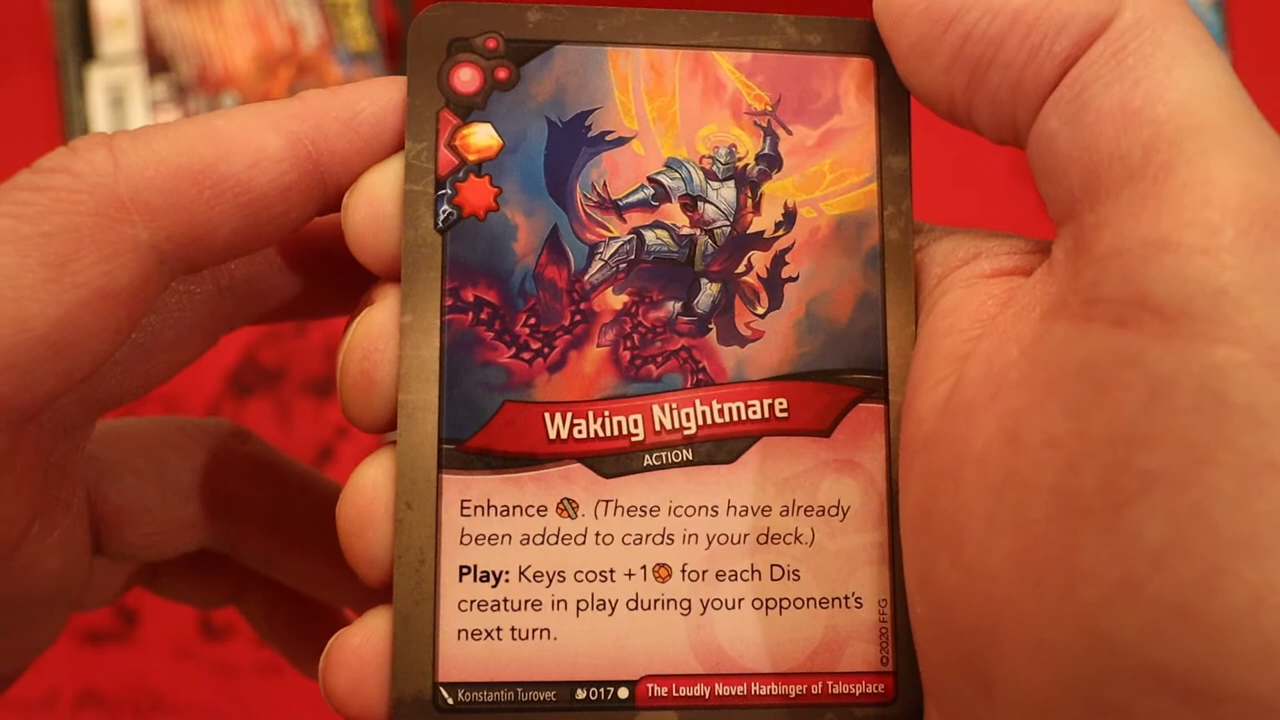 Waking Nightmare
ACTION
Enhance . (These icons have already
been added to cards in your deck.)
Play: Keys cost +1 for each Dis
creature in play during your opponent's
next turn.
©2020 FFG
Konstantin Turovec 017 The Loudly Novel Harbinger of Talosplace